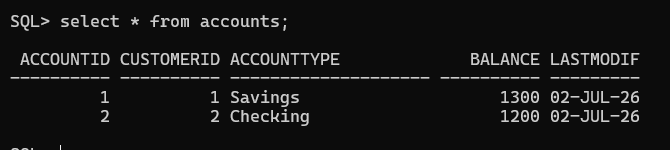 SQL> select * from accounts;
ACCOUNTID CUSTOMERID ACCOUNTTYPE BALANCE LASTMODIF
---------- ---------- -------------------- ---------- ---------
1 1 Savings 1300 02-JUL-26
2 2 Checking 1200 02-JUL-26